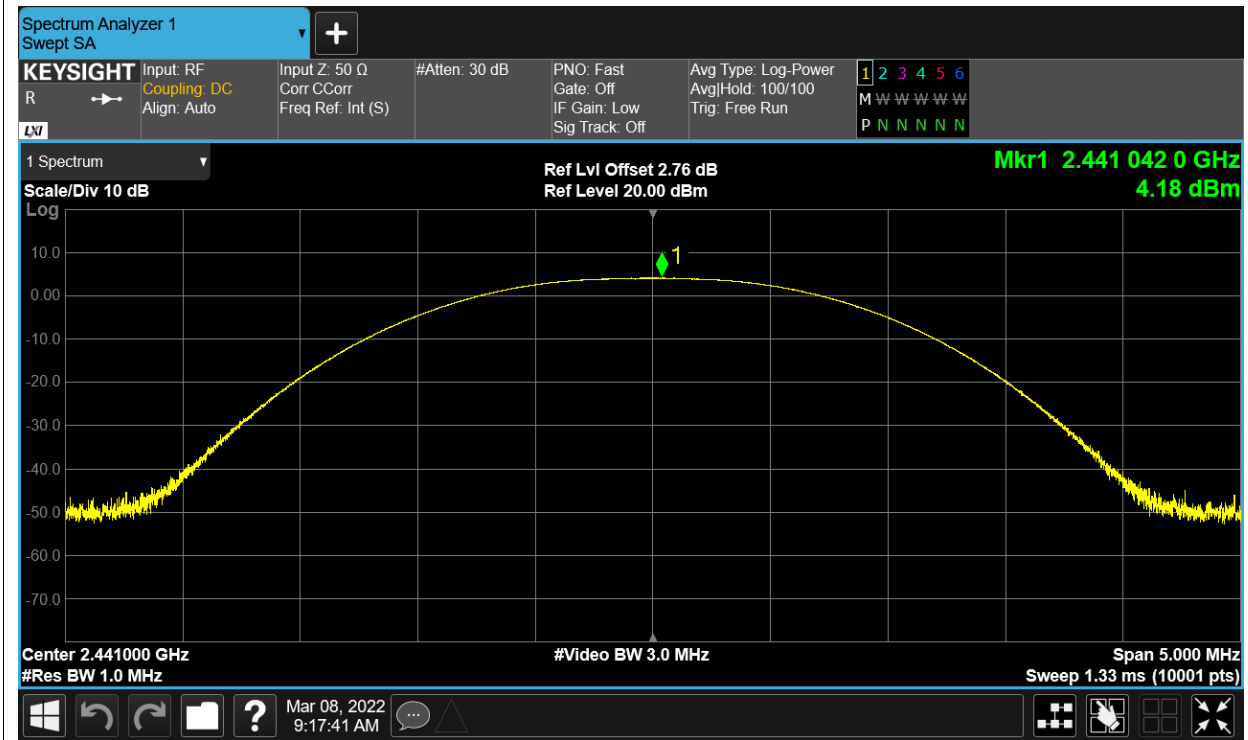 Spectrum Analyzer 1
Swept SA
+
KEYSIGHT
R
LXI
Input: RF
Coupling: DC
Align: Auto
Input Z: 50 Ω
Corr CCorr
Freq Ref: Int (S)
#Atten: 30 dB
PNO: Fast
Gate: Off
IF Gain: Low
Sig Track: Off
Avg Type: Log-Power
Avg|Hold: 100/100
Trig: Free Run
1 2 3 4 5 6
M W W W W W W
P N N N N N N
1 Spectrum
Scale/Div 10 dB
Ref Lvl Offset 2.76 dB
Ref Level 20.00 dBm
Mkr1 2.441 042 0 GHz
4.18 dBm
Log
10.0
0.00
-10.0
-20.0
-30.0
-40.0
-50.0
-60.0
-70.0
1
Center 2.441000 GHz
#Res BW 1.0 MHz
#Video BW 3.0 MHz
Span 5.000 MHz
Sweep 1.33 ms (10001 pts)
?
Mar 08, 2022
9:17:41 AM